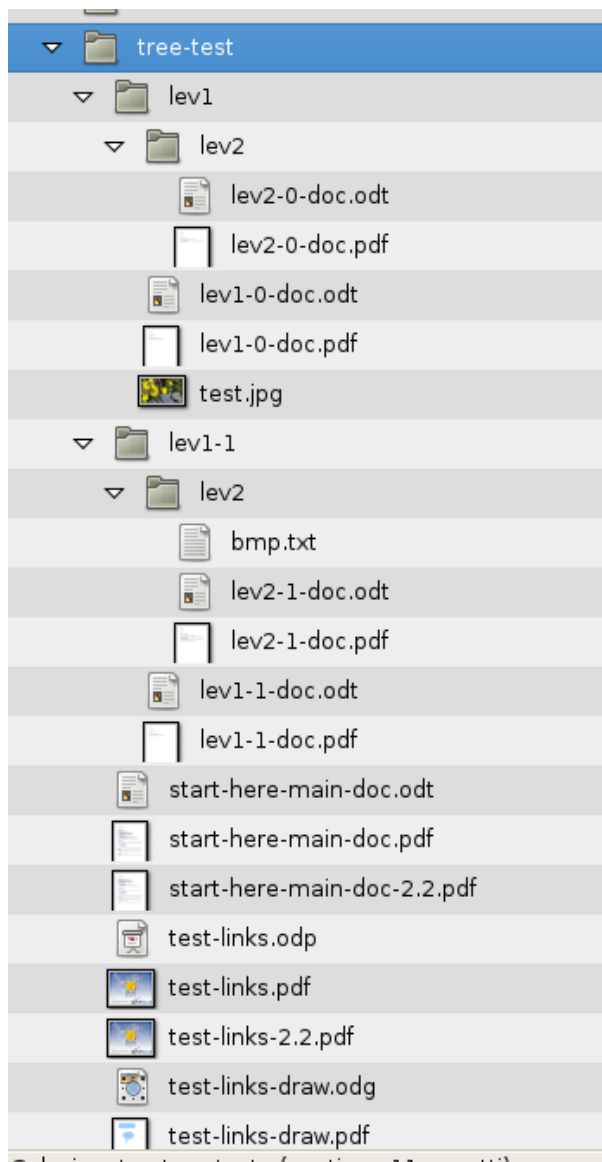 tree-test
lev1
lev2
lev2-0-doc.odt
lev2-0-doc.pdf
lev1-0-doc.odt
lev1-0-doc.pdf
test.jpg
lev1-1
lev2
bmp.txt
lev2-1-doc.odt
lev2-1-doc.pdf
lev1-1-doc.odt
lev1-1-doc.pdf
start-here-main-doc.odt
start-here-main-doc.pdf
start-here-main-doc-2.2.pdf
test-links.odp
test-links.pdf
test-links-2.2.pdf
test-links-draw.odg
test-links-draw.pdf